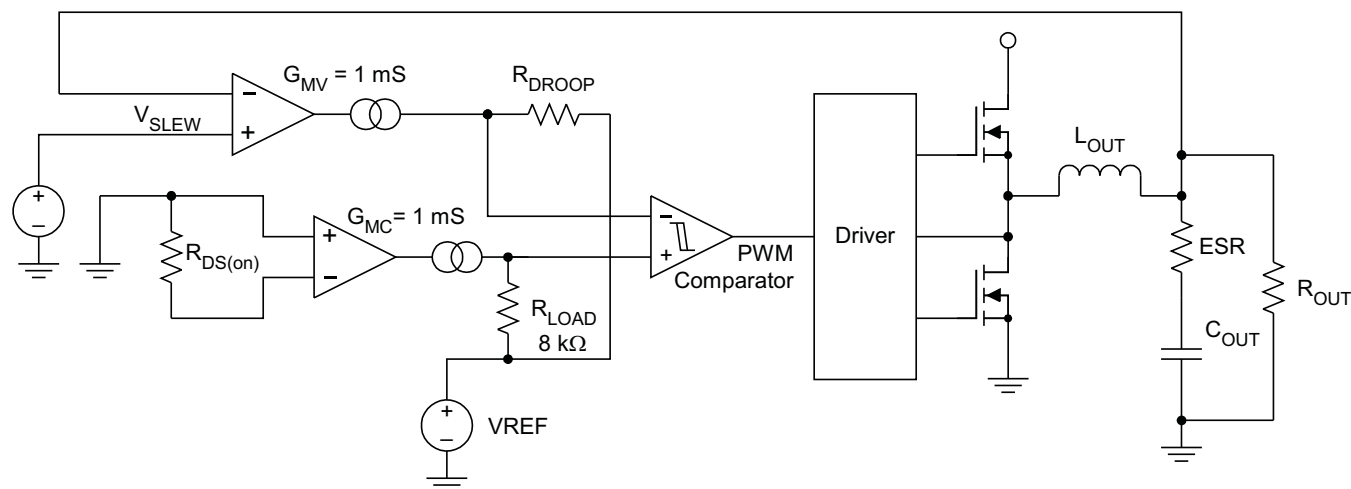 G_MV = 1 mS
R_DROOP
V_SLEW
−
+
+
−
G_MC = 1 mS
R_DS(on)
+
−
−
+
PWM
Comparator
Driver
L_OUT
ESR
R_OUT
C_OUT
R_LOAD
8 kΩ
+
−
VREF